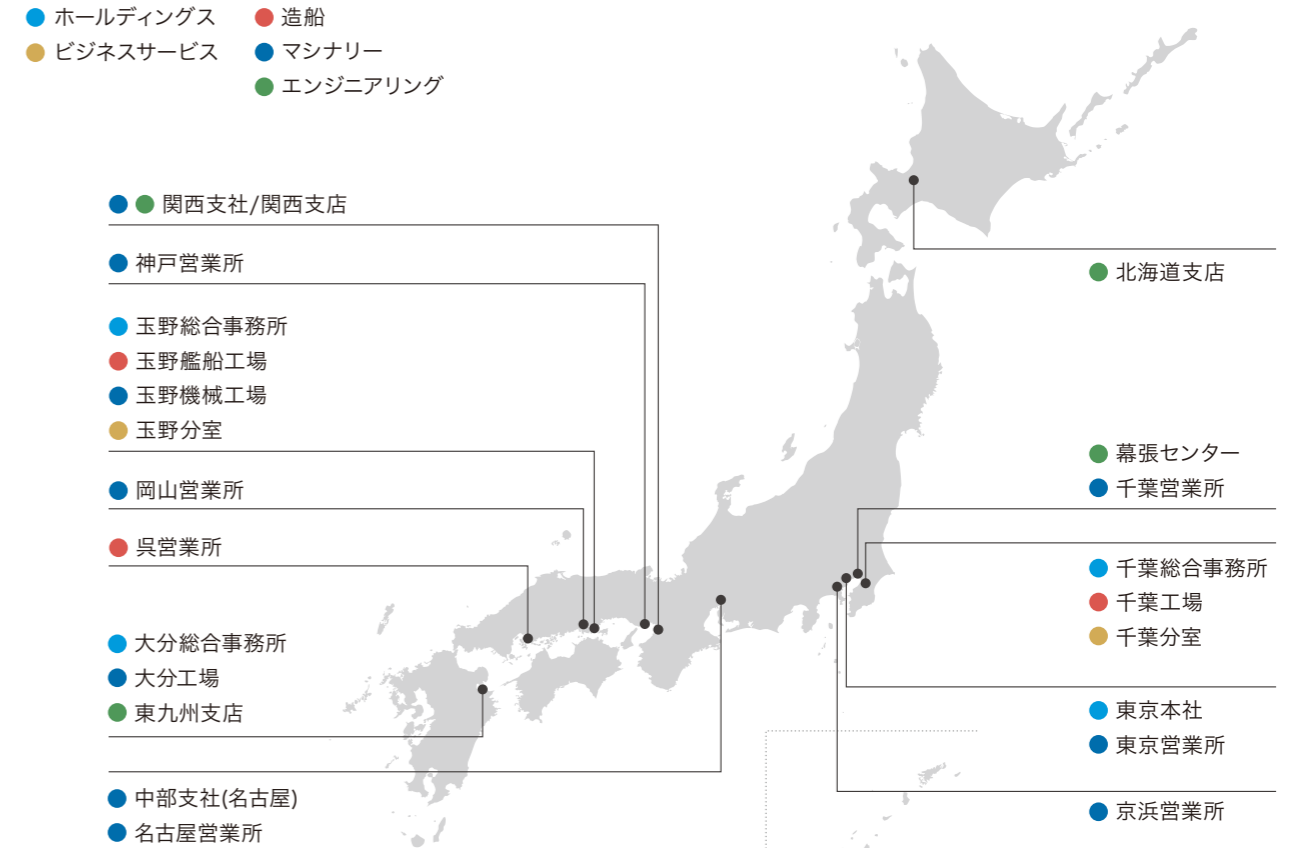 ホールディングス
ビジネスサービス
造船
マシナリー
エンジニアリング
関西支社/関西支店
神戸営業所
玉野総合事務所
玉野艦船工場
玉野機械工場
玉野分室
岡山営業所
呉営業所
大分総合事務所
大分工場
東九州支店
中部支社(名古屋)
名古屋営業所
北海道支店
幕張センター
千葉営業所
千葉総合事務所
千葉工場
千葉分室
東京本社
東京営業所
京浜営業所